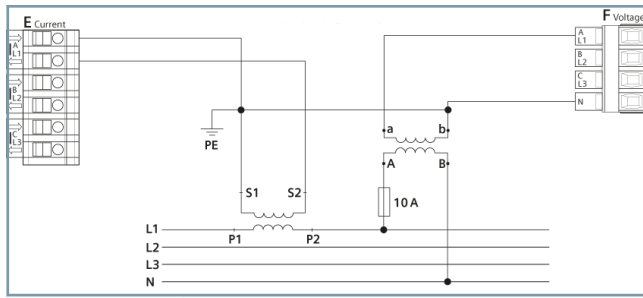 E Current
F Voltage
A
L1
B
L2
C
L3
A
L1
B
L2
C
L3
N
a
b
PE
A
B
S1
S2
10 A
L1
P1
P2
L2
L3
N